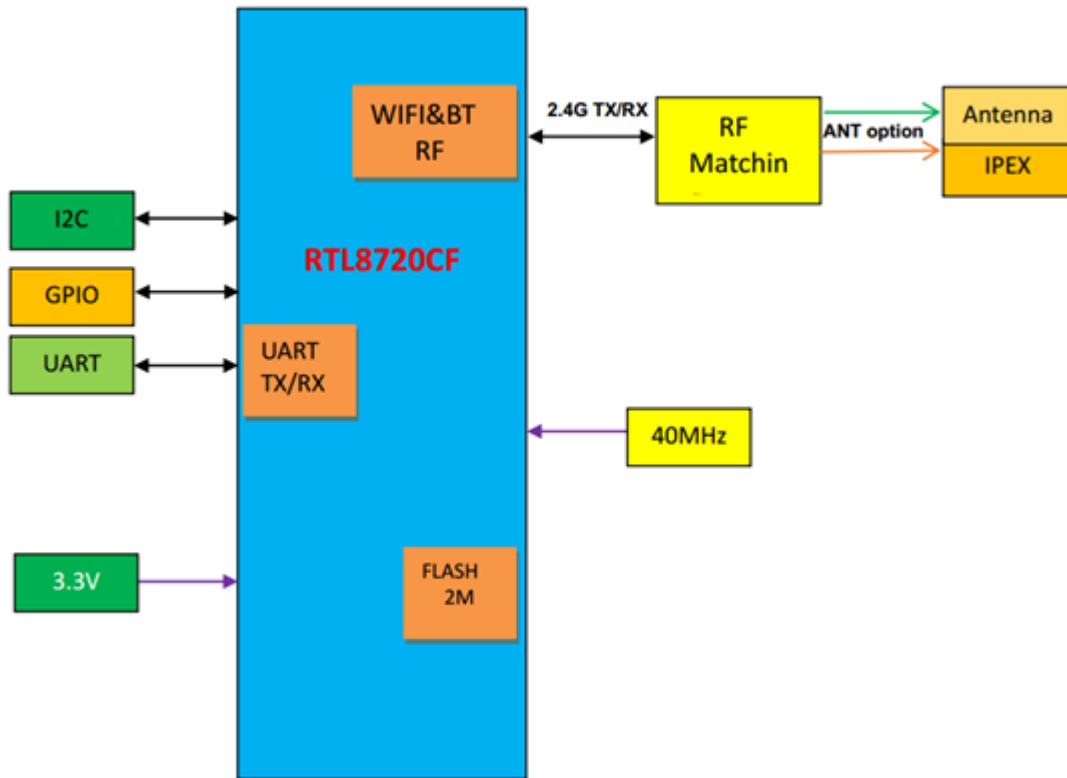 WIFI&BT
RF
2.4G TX/RX
RF
Matchin
ANT option
Antenna
IPEX
I2C
RTL8720CF
GPIO
UART
UART
TX/RX
40MHz
3.3V
FLASH
2M